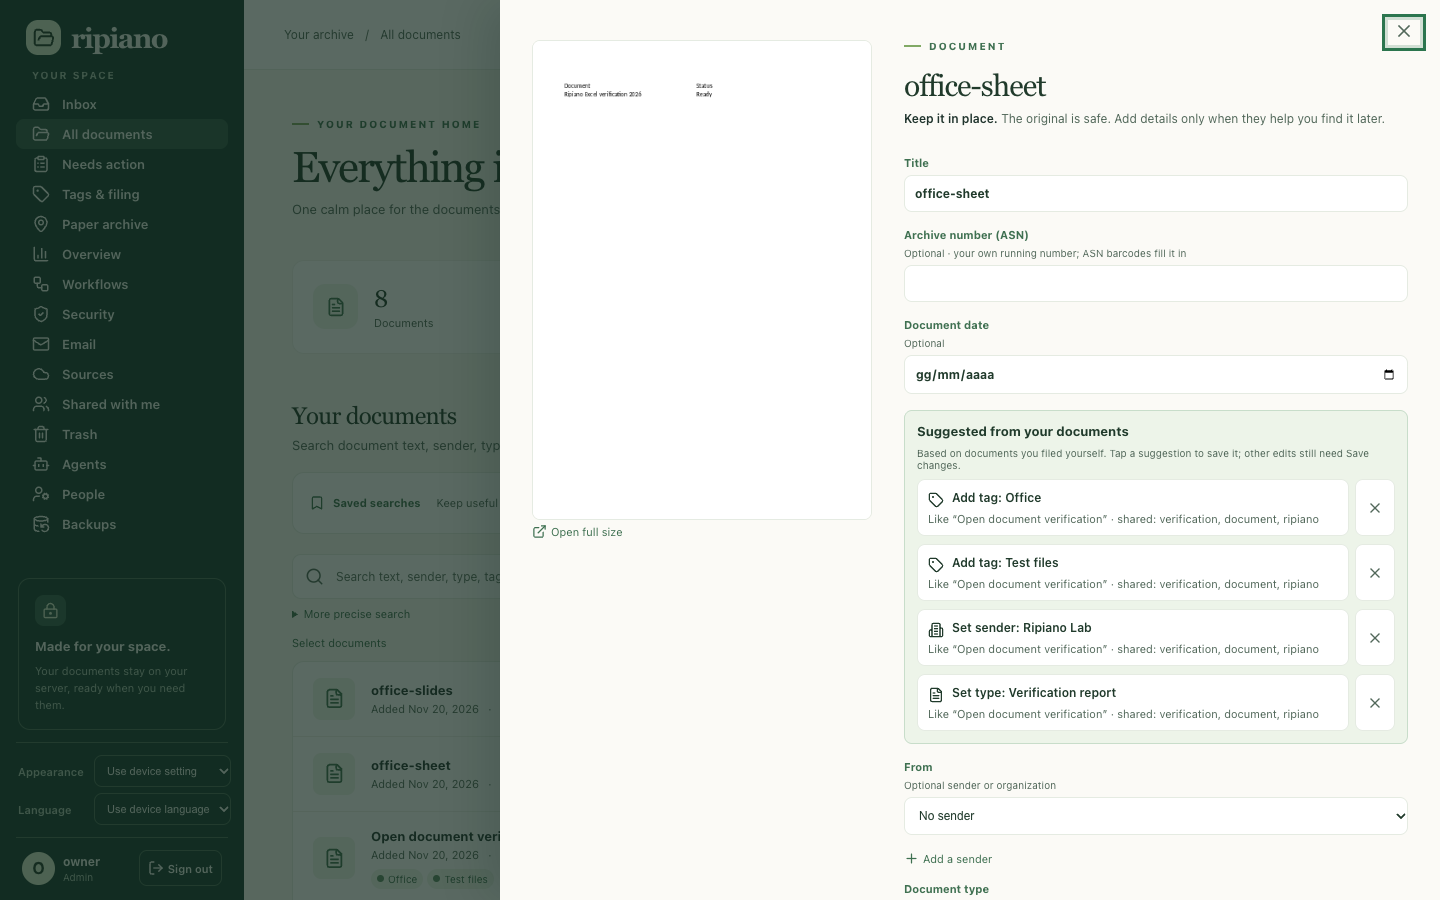 ripiano
YOUR SPACE
Inbox
All documents
Needs action
Tags & filing
Paper archive
Overview
Workflows
Security
Email
Sources
Shared with me
Trash
Agents
People
Backups
Made for your space.
Your documents stay on your
server, ready when you need
them.
Appearance
Use device setting
Language
Use device language
O
owner
Admin
Sign out
Your archive / All documents
YOUR DOCUMENT HOME
Everything i
One calm place for the documents
8
Documents
Your documents
Search document text, sender, typ
Saved searches
Keep useful
Search text, sender, type, tag
More precise search
Select documents
office-slides
Added Nov 20, 2026 ·
office-sheet
Added Nov 20, 2026 ·
Open document veri
Added Nov 20, 2026 ·
Office
Test files
Document Status
Ripiano Excel verification 2026 Ready
Open full size
DOCUMENT
office-sheet
Keep it in place. The original is safe. Add details only when they help you find it later.
Title
office-sheet
Archive number (ASN)
Optional · your own running number; ASN barcodes fill it in
Document date
Optional
gg/mm/aaaa
Suggested from your documents
Based on documents you filed yourself. Tap a suggestion to save it; other edits still need Save
changes.
Add tag: Office
Like “Open document verification” · shared: verification, document, ripiano
Add tag: Test files
Like “Open document verification” · shared: verification, document, ripiano
Set sender: Ripiano Lab
Like “Open document verification” · shared: verification, document, ripiano
Set type: Verification report
Like “Open document verification” · shared: verification, document, ripiano
From
Optional sender or organization
No sender
Add a sender
Document type